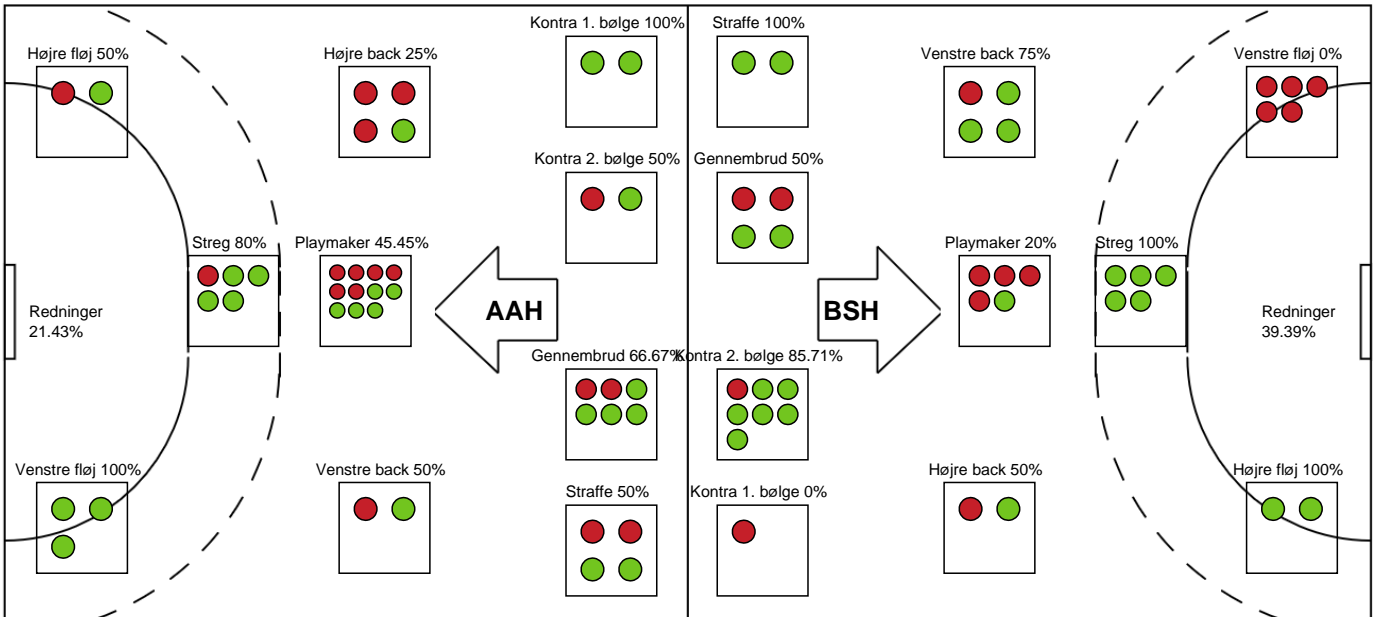 Kontra 1. bølge 100%
Straffe 100%
Højre fløj 50%
Højre back 25%
Venstre back 75%
Venstre fløj 0%
Kontra 2. bølge 50%
Gennembrud 50%
Streg 80%
Playmaker 45.45%
Playmaker 20%
Streg 100%
Redninger
21.43%
AAH
BSH
Redninger
39.39%
Gennembrud 66.67%
Kontra 2. bølge 85.71%
Venstre fløj 100%
Venstre back 50%
Højre back 50%
Højre fløj 100%
Straffe 50%
Kontra 1. bølge 0%